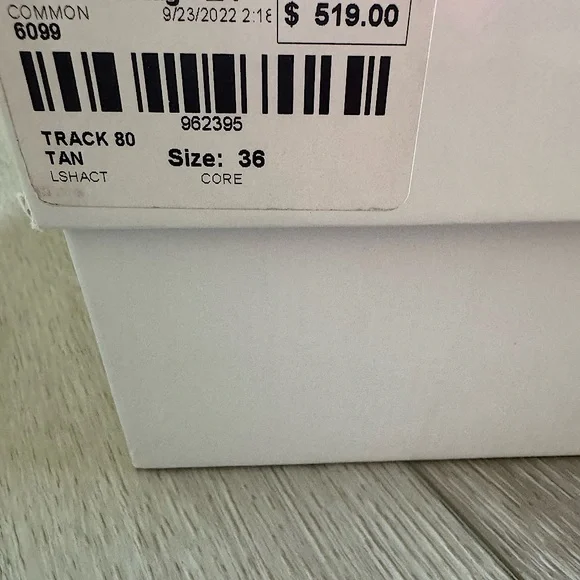 COMMON
6099
9/23/2022 2:18
$ 519.00
962395
TRACK 80
TAN
LSHACT
Size: 36
CORE